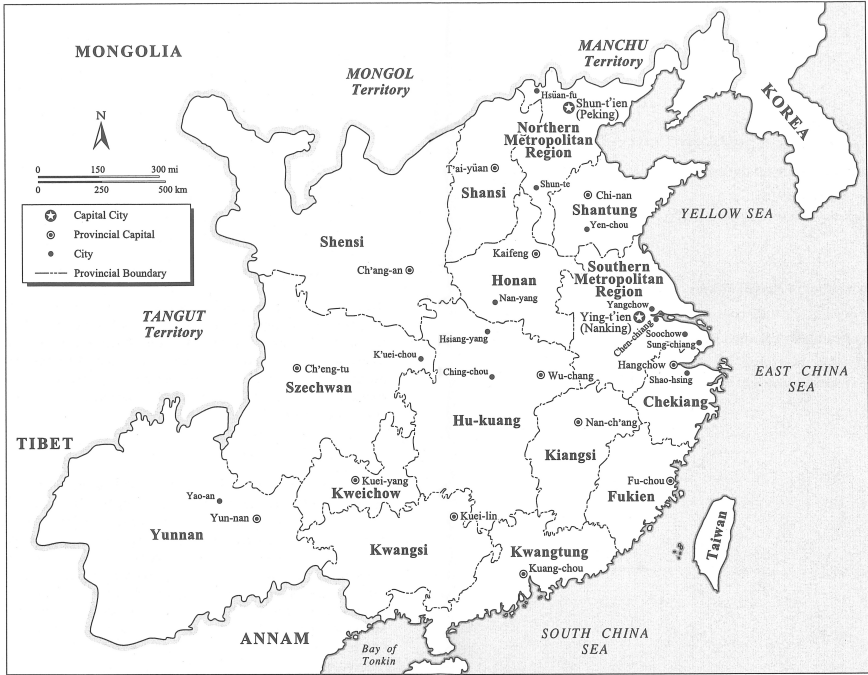 MONGOLIA
MANCHU
Territory
MONGOL
Territory
KOREA
N
0 150 300 mi
0 250 500 km
Capital City
Provincial Capital
City
Provincial Boundary
Hsüan-fu
Shun-t'ien
(Peking)
Northern
Metropolitan
Region
T'ai-yüan
Shansi
Shun-te
Chi-nan
Shantung
Yen-chou
YELLOW SEA
Shensi
Ch'ang-an
Kaifeng
Honan
Nan-yang
Southern
Metropolitan
Region
Yangchow
Ying-t'ien
(Nanking)
Chen-chiang
Soochow
Sung-chiang
TANGUT
Territory
Hsiang-yang
K'uei-chou
Ch'eng-tu
Szechwan
Ching-chou
Wu-chang
Hangchow
Shao-hsing
Chekiang
EAST CHINA
SEA
Hu-kuang
Nan-ch'ang
Kiangsi
TIBET
Kuei-yang
Kweichow
Fu-chou
Fukien
Yao-an
Yun-nan
Yunnan
Kuei-lin
Kwangsi
Kwangtung
Kuang-chou
Taiwan
ANNAM
Bay of
Tonkin
SOUTH CHINA
SEA